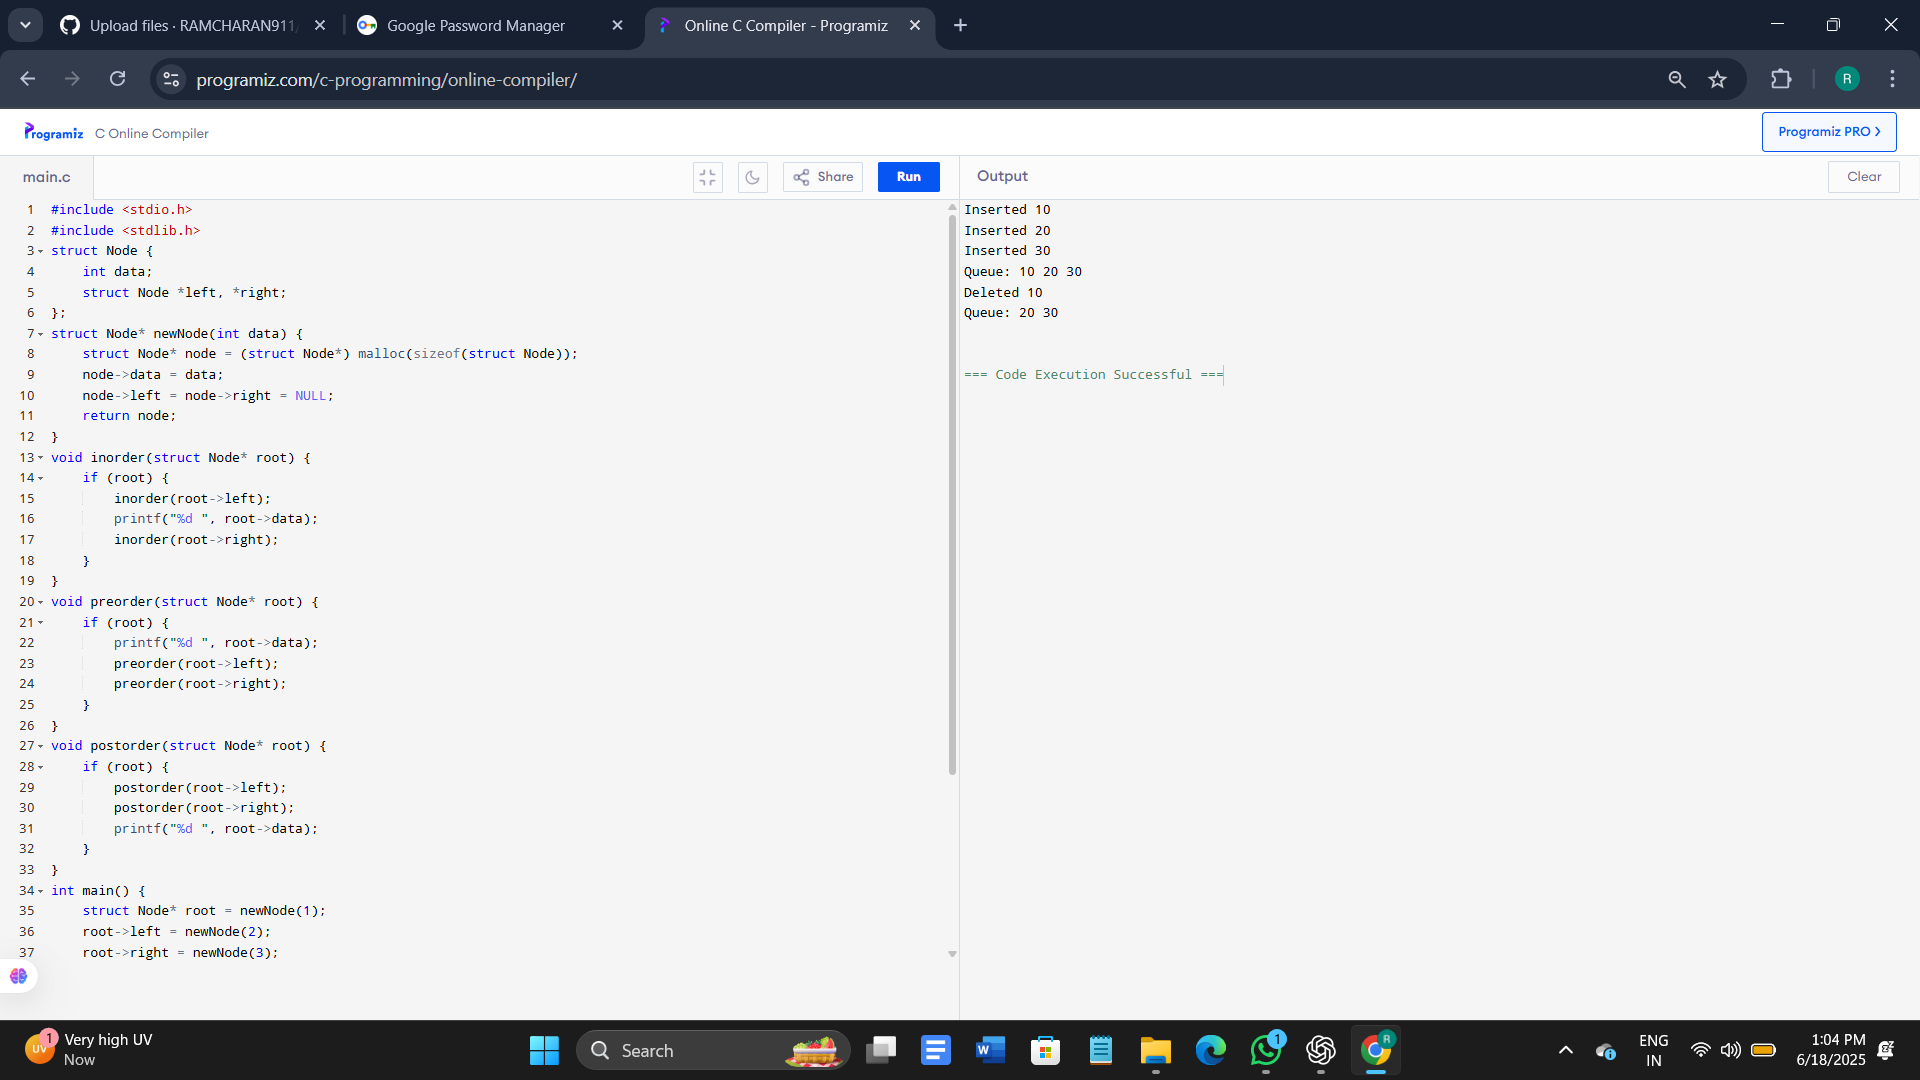 Upload files · RAMCHARAN911/
Google Password Manager
Online C Compiler - Programiz
programiz.com/c-programming/online-compiler/
R
Programiz
C Online Compiler
Programiz PRO >
main.c
Share
Run
Output
Clear
1 #include <stdio.h>
2 #include <stdlib.h>
3 struct Node {
4     int data;
5     struct Node *left, *right;
6 };
7 struct Node* newNode(int data) {
8     struct Node* node = (struct Node*) malloc(sizeof(struct Node));
9     node->data = data;
10     node->left = node->right = NULL;
11     return node;
12 }
13 void inorder(struct Node* root) {
14     if (root) {
15         inorder(root->left);
16         printf("%d ", root->data);
17         inorder(root->right);
18     }
19 }
20 void preorder(struct Node* root) {
21     if (root) {
22         printf("%d ", root->data);
23         preorder(root->left);
24         preorder(root->right);
25     }
26 }
27 void postorder(struct Node* root) {
28     if (root) {
29         postorder(root->left);
30         postorder(root->right);
31         printf("%d ", root->data);
32     }
33 }
34 int main() {
35     struct Node* root = newNode(1);
36     root->left = newNode(2);
37     root->right = newNode(3);
Inserted 10
Inserted 20
Inserted 30
Queue: 10 20 30
Deleted 10
Queue: 20 30
=== Code Execution Successful ===
UV
1
Very high UV
Now
Search
W
1
R
ENG
IN
1:04 PM
6/18/2025